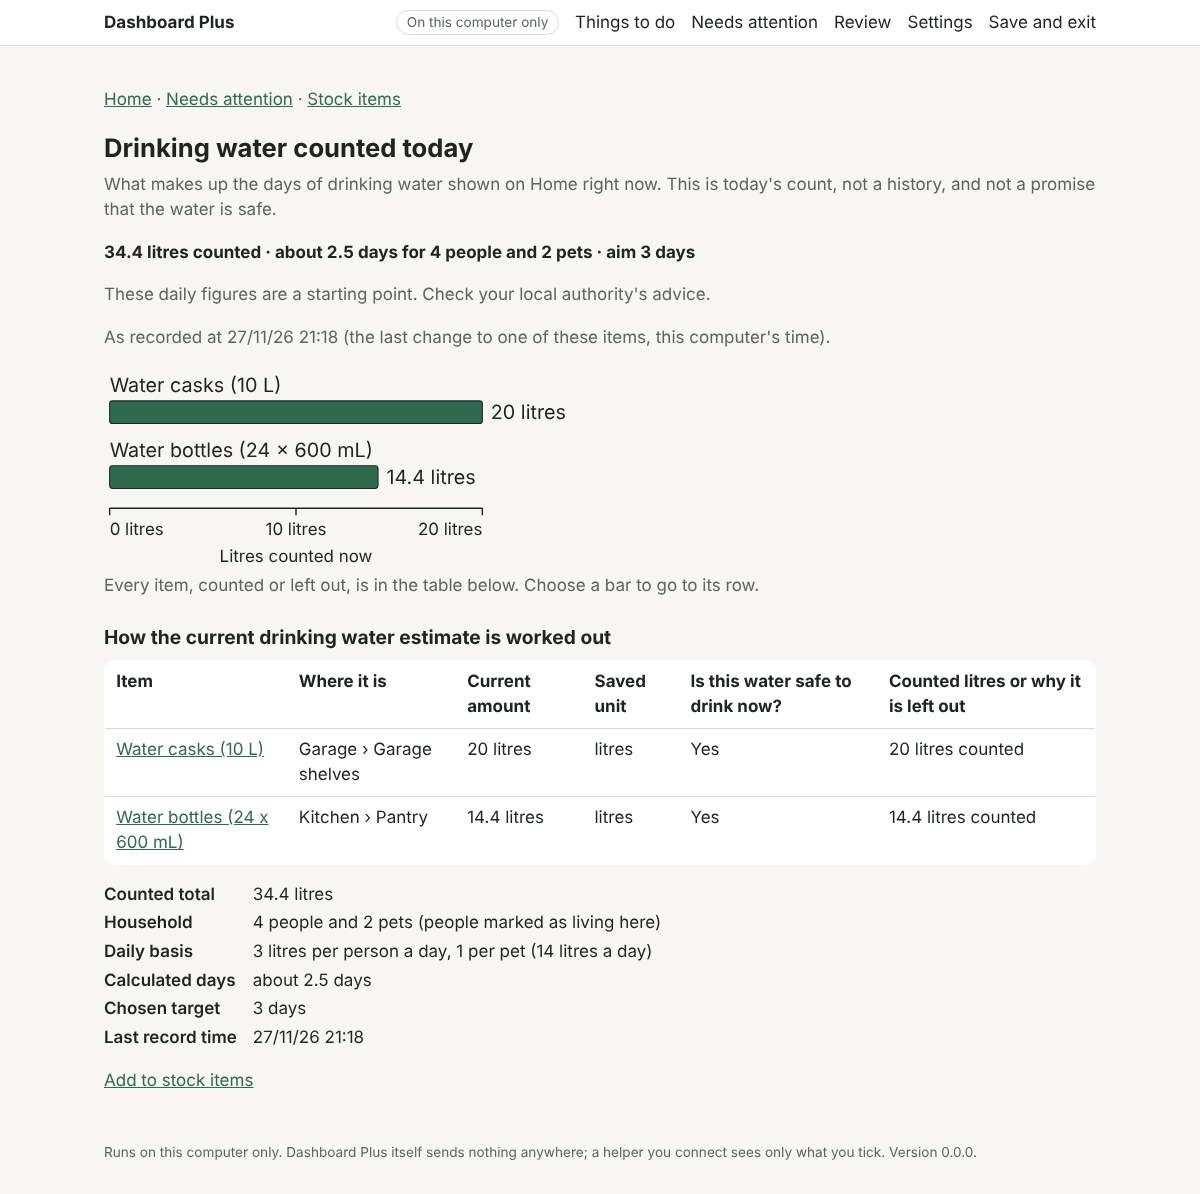 Dashboard Plus
On this computer only
Things to do
Needs attention
Review
Settings
Save and exit
Home · Needs attention · Stock items
Drinking water counted today
What makes up the days of drinking water shown on Home right now. This is today's count, not a history, and not a promise
that the water is safe.
34.4 litres counted · about 2.5 days for 4 people and 2 pets · aim 3 days
These daily figures are a starting point. Check your local authority's advice.
As recorded at 27/11/26 21:18 (the last change to one of these items, this computer's time).
Water casks (10 L)
20 litres
Water bottles (24 × 600 mL)
14.4 litres
0 litres 10 litres 20 litres
Litres counted now
Every item, counted or left out, is in the table below. Choose a bar to go to its row.
How the current drinking water estimate is worked out
Item Where it is Current amount Saved unit Is this water safe to drink now? Counted litres or why it is left out
Water casks (10 L) Garage › Garage shelves 20 litres litres Yes 20 litres counted
Water bottles (24 x 600 mL) Kitchen › Pantry 14.4 litres litres Yes 14.4 litres counted
Counted total 34.4 litres
Household 4 people and 2 pets (people marked as living here)
Daily basis 3 litres per person a day, 1 per pet (14 litres a day)
Calculated days about 2.5 days
Chosen target 3 days
Last record time 27/11/26 21:18
Add to stock items
Runs on this computer only. Dashboard Plus itself sends nothing anywhere; a helper you connect sees only what you tick. Version 0.0.0.